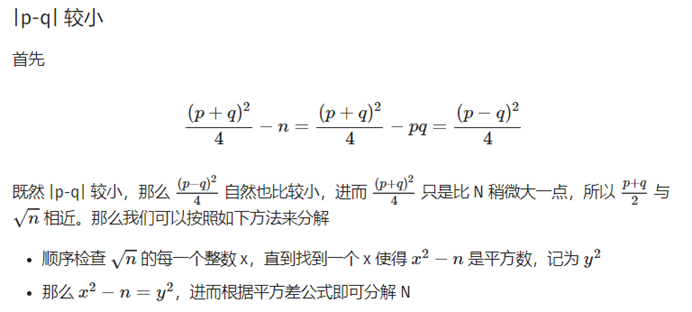 |p-q| 较小
首先
\frac{(p+q)^2}{4} - n = \frac{(p+q)^2}{4} - pq = \frac{(p-q)^2}{4}
既然 |p-q| 较小，那么 \frac{(p-q)^2}{4} 自然也比较小，进而 \frac{(p+q)^2}{4} 只是比 N 稍微大一点，所以 \frac{p+q}{2} 与
\sqrt{n} 相近。那么我们可以按照如下方法来分解
• 顺序检查 \sqrt{n} 的每一个整数 x，直到找到一个 x 使得 x^2 - n 是平方数，记为 y^2
• 那么 x^2 - n = y^2，进而根据平方差公式即可分解 N